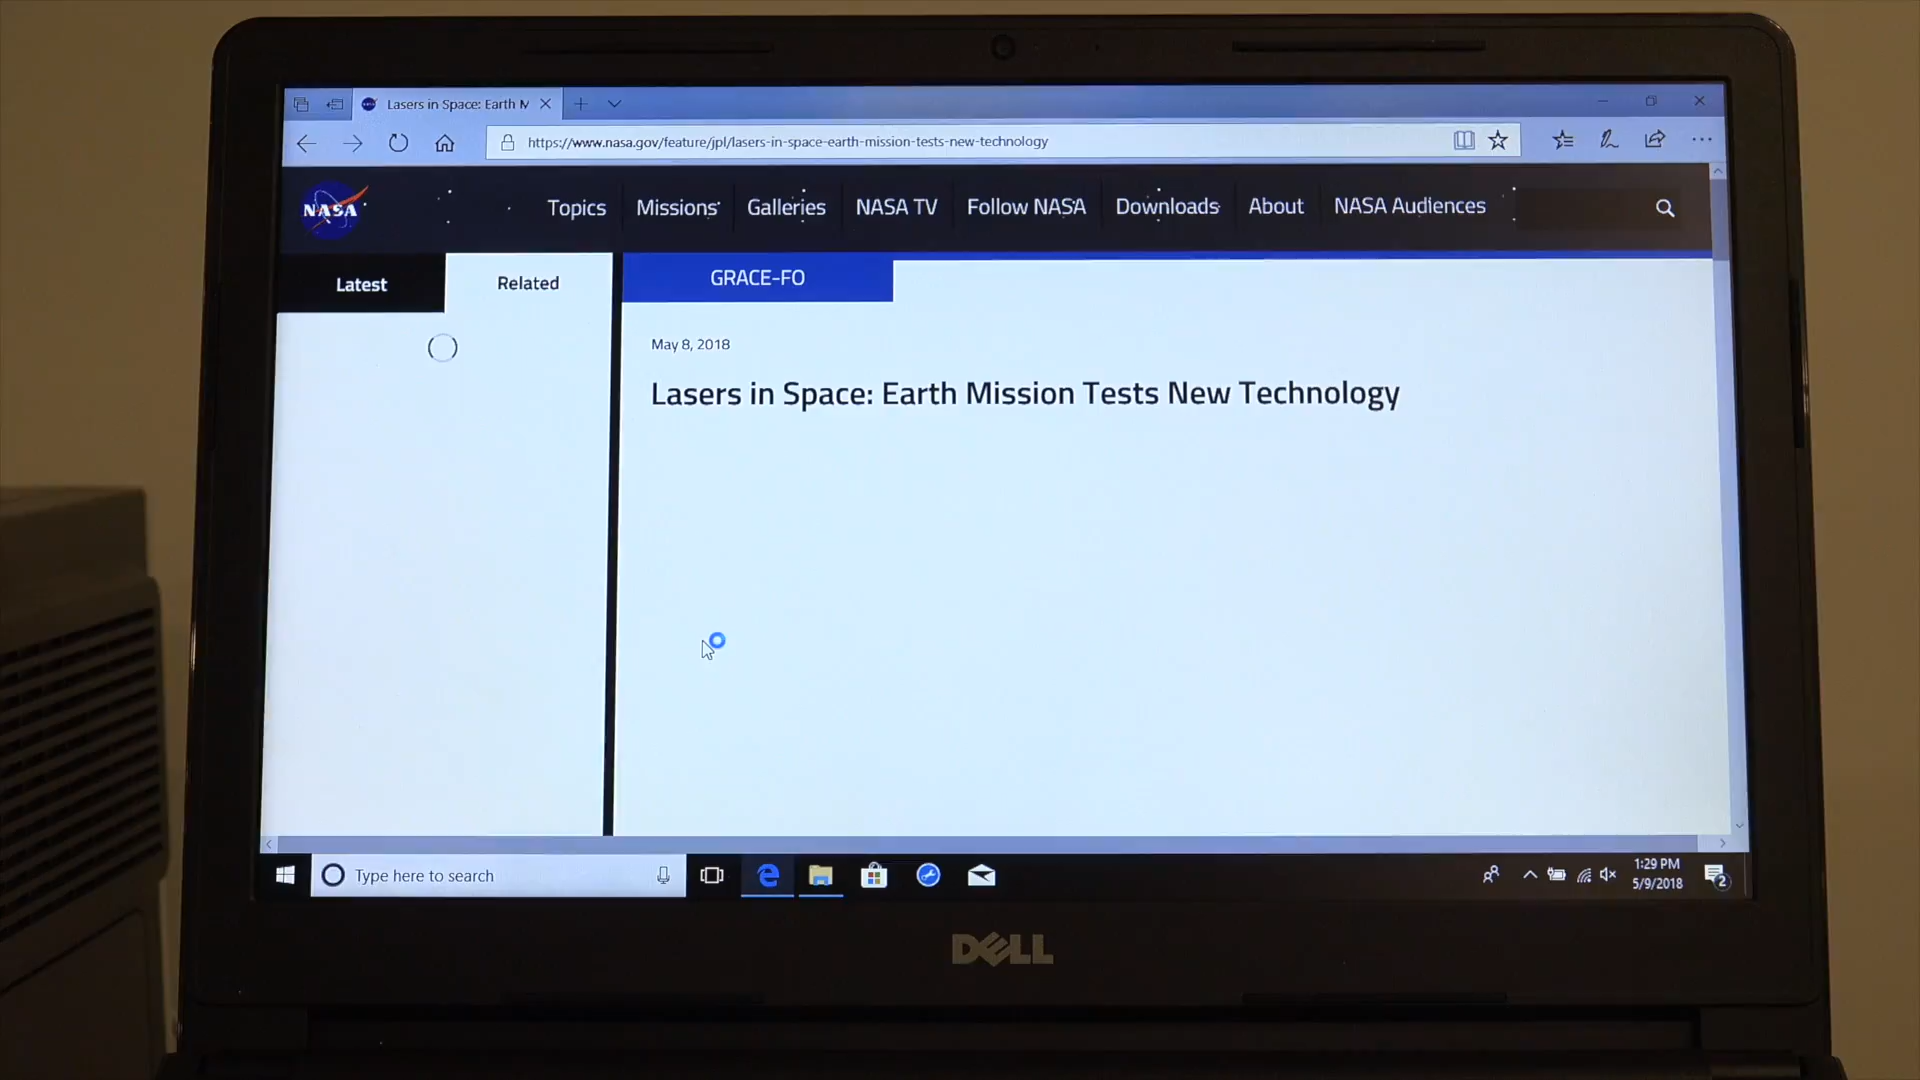 Lasers in Space: Earth M
https://www.nasa.gov/feature/jpl/lasers-in-space-earth-mission-tests-new-technology
NASA
Topics
Missions
Galleries
NASA TV
Follow NASA
Downloads
About
NASA Audiences
Latest
Related
GRACE-FO
May 8, 2018
Lasers in Space: Earth Mission Tests New Technology
Type here to search
1:29 PM
5/9/2018
2
DELL